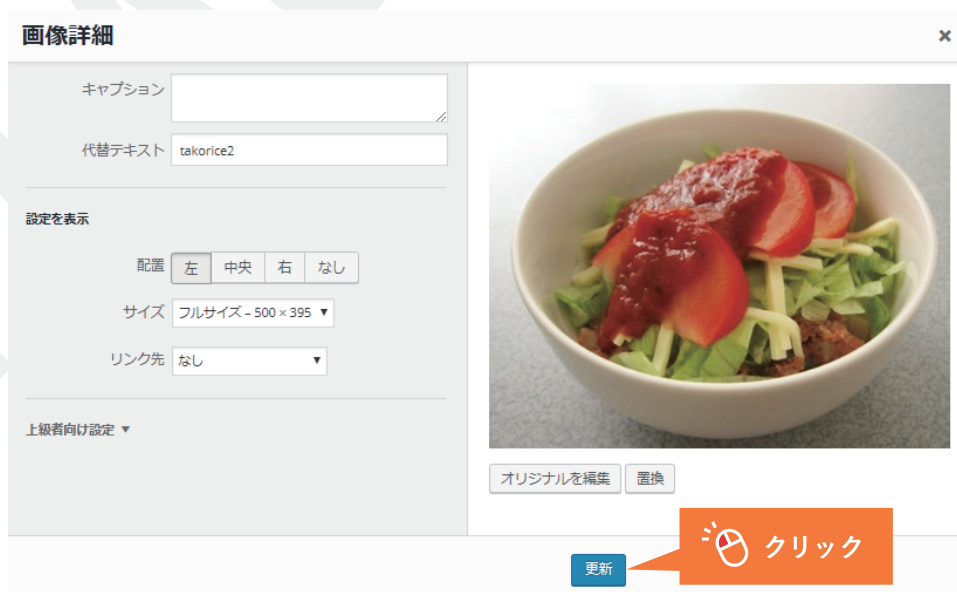 画像詳細
×
キャプション
代替テキスト takorice2
設定を表示
配置 左 中央 右 なし
サイズ フルサイズ – 500 × 395 ▼
リンク先 なし ▼
上級者向け設定 ▼
オリジナルを編集 置換
クリック
更新